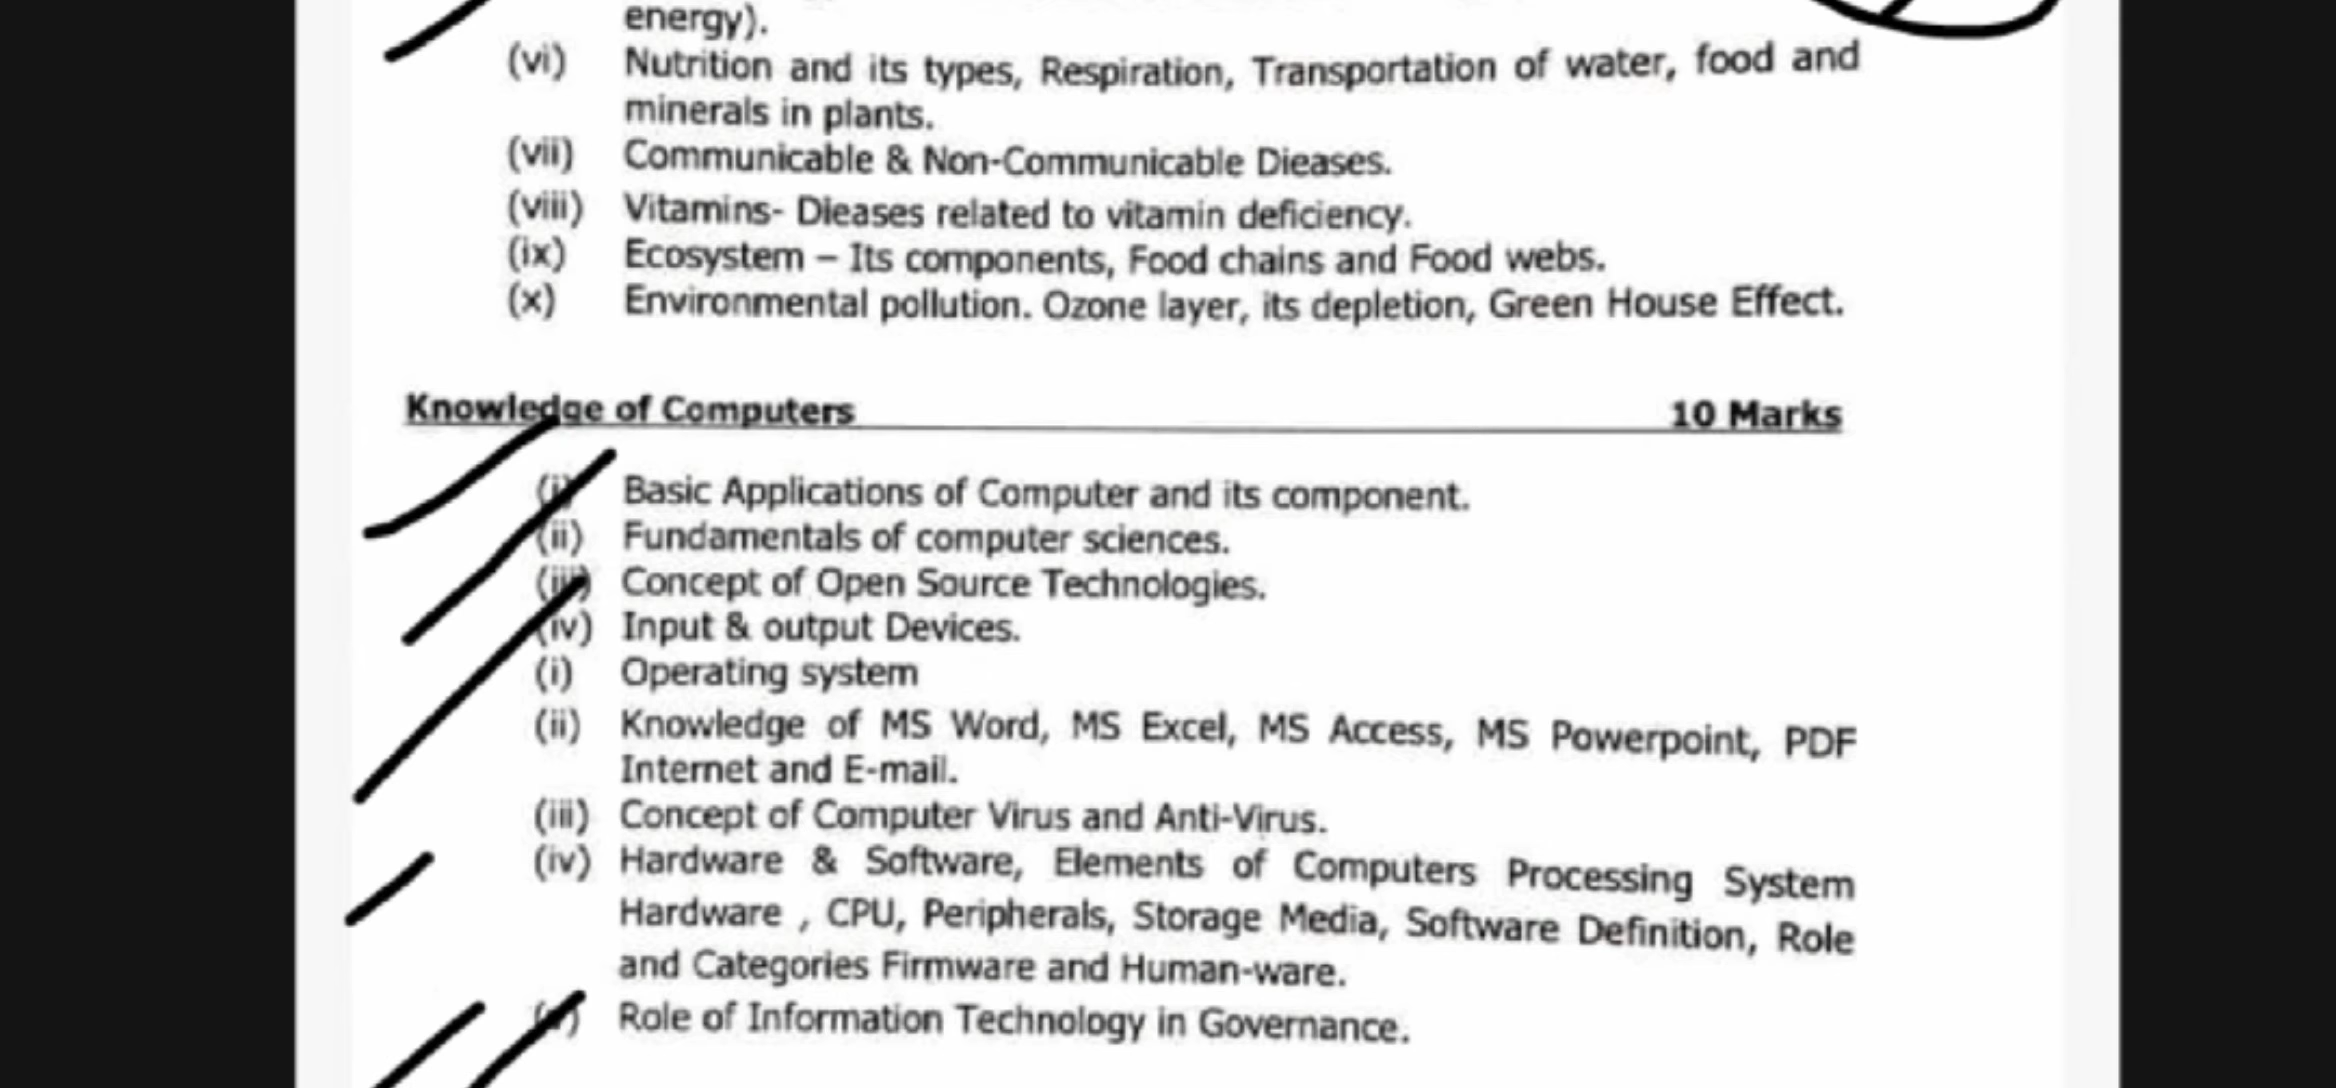 energy).
(vi) Nutrition and its types, Respiration, Transportation of water, food and
minerals in plants.
(vii) Communicable & Non-Communicable Dieases.
(viii) Vitamins- Dieases related to vitamin deficiency.
(ix) Ecosystem – Its components, Food chains and Food webs.
(x) Environmental pollution. Ozone layer, its depletion, Green House Effect.
Knowledge of Computers 10 Marks
(i) Basic Applications of Computer and its component.
(ii) Fundamentals of computer sciences.
(iii) Concept of Open Source Technologies.
(iv) Input & output Devices.
(i) Operating system
(ii) Knowledge of MS Word, MS Excel, MS Access, MS Powerpoint, PDF
Internet and E-mail.
(iii) Concept of Computer Virus and Anti-Virus.
(iv) Hardware & Software, Elements of Computers Processing System
Hardware , CPU, Peripherals, Storage Media, Software Definition, Role
and Categories Firmware and Human-ware.
Role of Information Technology in Governance.